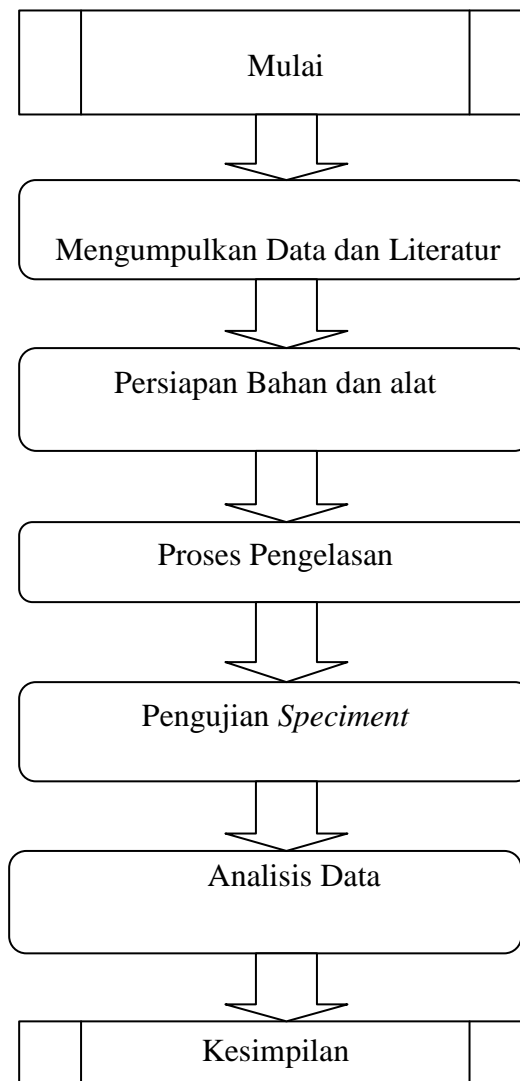 Mulai
Mengumpulkan Data dan Literatur
Persiapan Bahan dan alat
Proses Pengelasan
Pengujian Speciment
Analisis Data
Kesimpilan